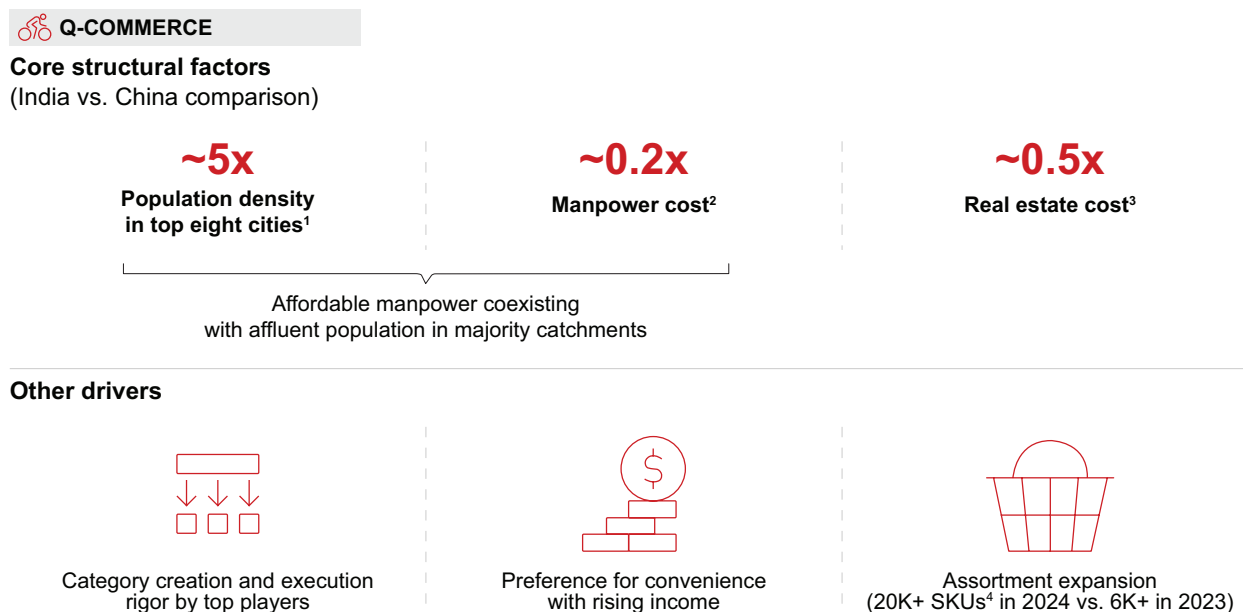 Q-COMMERCE
Core structural factors
(India vs. China comparison)
~5x
Population density
in top eight cities¹
~0.2x
Manpower cost²
~0.5x
Real estate cost³
Affordable manpower coexisting
with affluent population in majority catchments
Other drivers
Category creation and execution
rigor by top players
$
Preference for convenience
with rising income
Assortment expansion
(20K+ SKUs⁴ in 2024 vs. 6K+ in 2023)